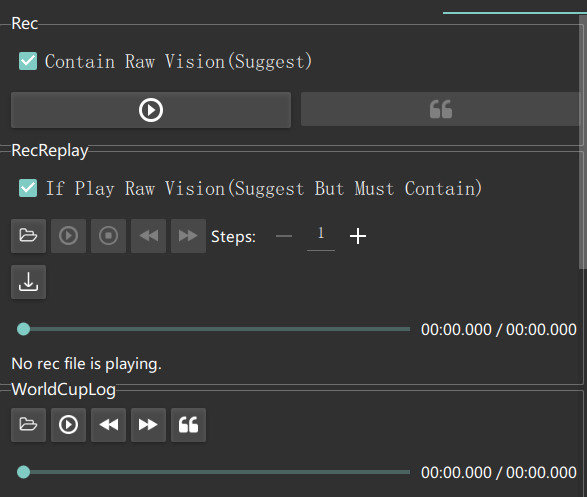 Rec
Contain Raw Vision(Suggest)
RecReplay
If Play Raw Vision(Suggest But Must Contain)
Steps: 1
00:00.000 / 00:00.000
No rec file is playing.
WorldCupLog
00:00.000 / 00:00.000